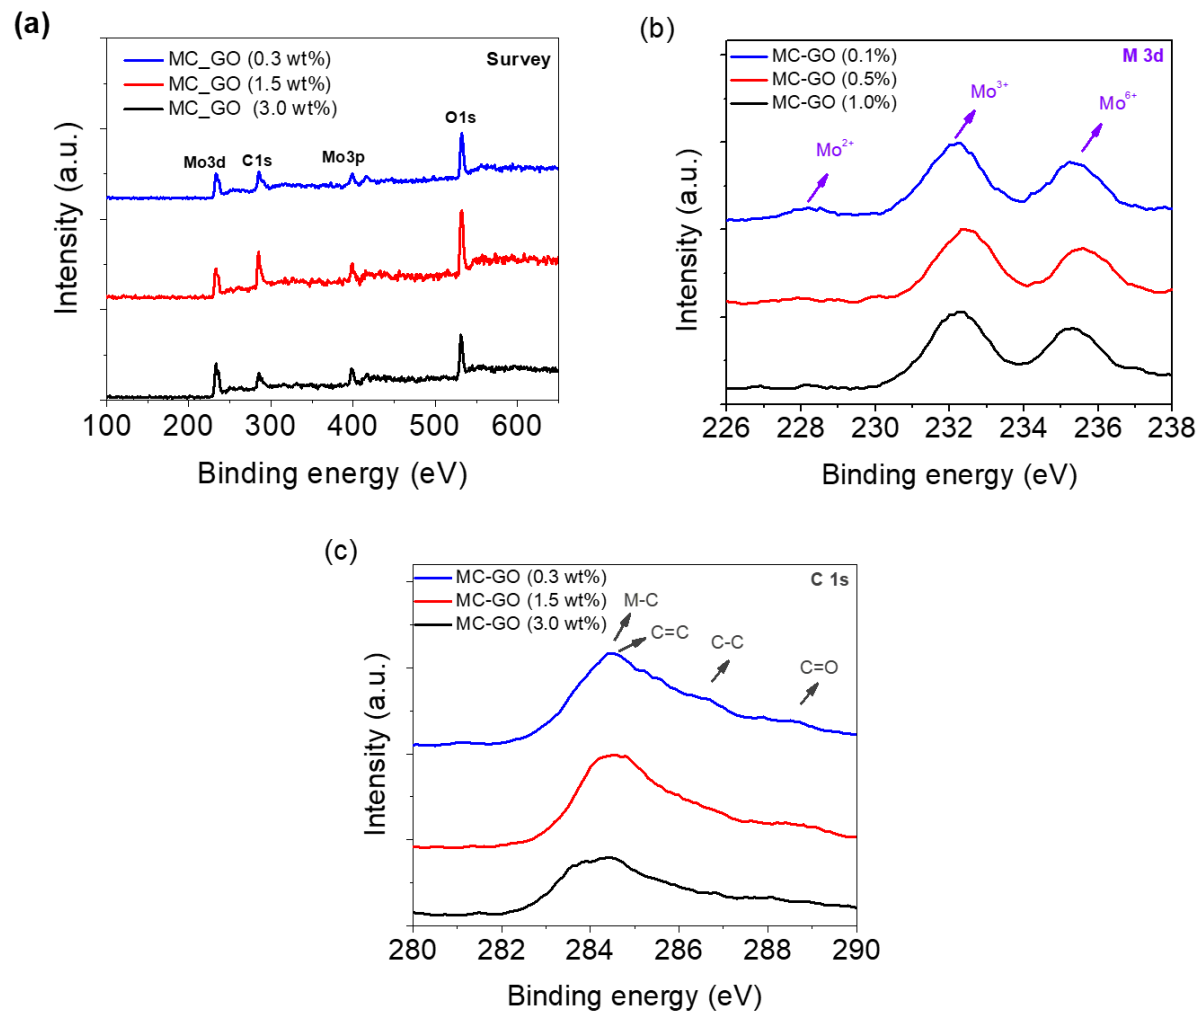 (a)
MC_GO (0.3 wt%)
MC_GO (1.5 wt%)
MC_GO (3.0 wt%)
Survey
Mo3d
C1s
Mo3p
O1s
Intensity (a.u.)
100 200 300 400 500 600
Binding energy (eV)
(b)
MC-GO (0.1%)
MC-GO (0.5%)
MC-GO (1.0%)
M 3d
Mo²⁺
Mo³⁺
Mo⁶⁺
Intensity (a.u.)
226 228 230 232 234 236 238
Binding energy (eV)
(c)
MC-GO (0.3 wt%)
MC-GO (1.5 wt%)
MC-GO (3.0 wt%)
C 1s
M-C
C=C
C-C
C=O
Intensity (a.u.)
280 282 284 286 288 290
Binding energy (eV)